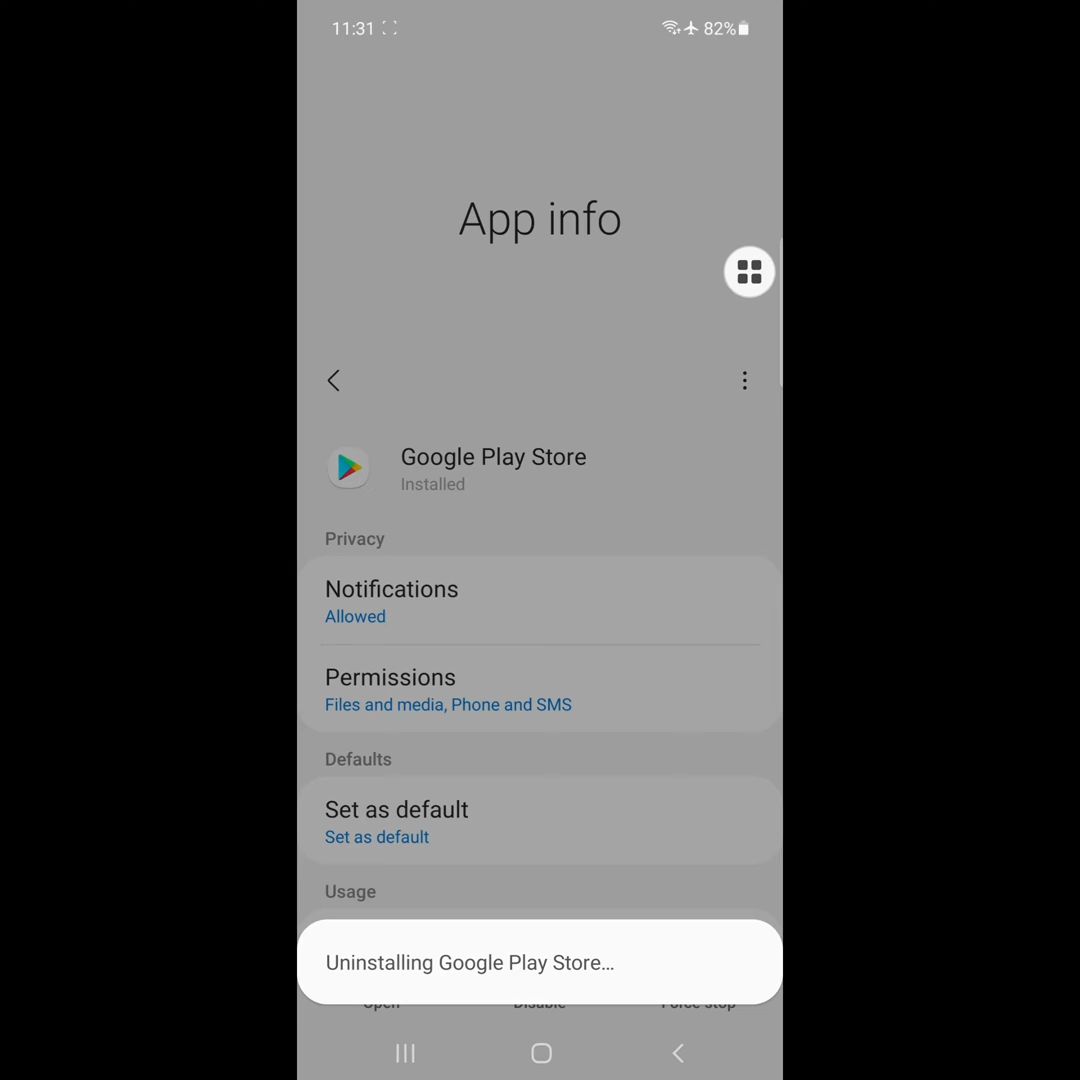 11:31 82%
App info
Google Play Store
Installed
Privacy
Notifications
Allowed
Permissions
Files and media, Phone and SMS
Defaults
Set as default
Set as default
Usage
Uninstalling Google Play Store...
Open Disable Force stop